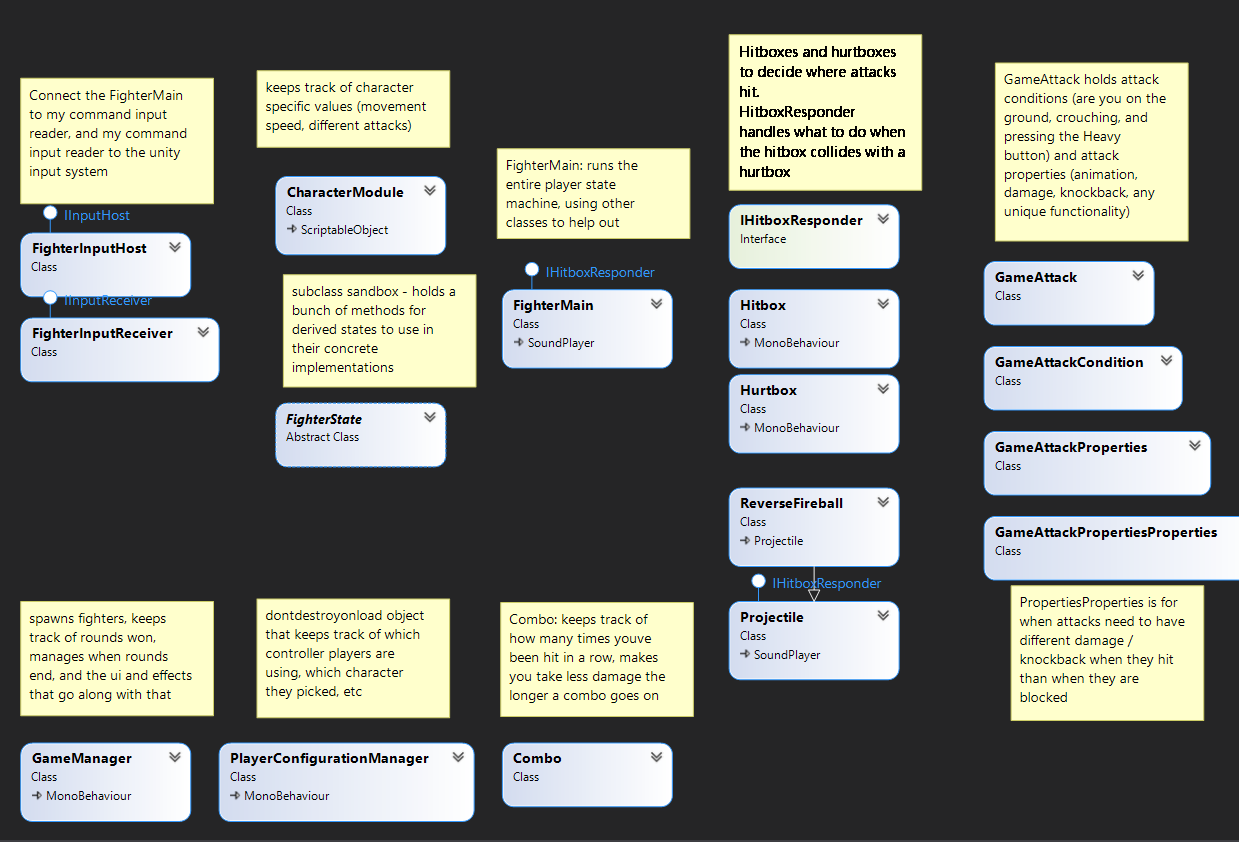 Connect the FighterMain
to my command input
reader, and my command
input reader to the unity
input system
IInputHost
FighterInputHost
Class
IInputReceiver
FighterInputReceiver
Class
keeps track of character
specific values (movement
speed, different attacks)
CharacterModule
Class
ScriptableObject
subclass sandbox - holds a
bunch of methods for
derived states to use in
their concrete
implementations
FighterState
Abstract Class
FighterMain: runs the
entire player state
machine, using other
classes to help out
IHitboxResponder
FighterMain
Class
SoundPlayer
Hitboxes and hurtboxes
to decide where attacks
hit.
HitboxResponder
handles what to do when
the hitbox collides with a
hurtbox
IHitboxResponder
Interface
Hitbox
Class
MonoBehaviour
Hurtbox
Class
MonoBehaviour
ReverseFireball
Class
Projectile
IHitboxResponder
Projectile
Class
SoundPlayer
GameAttack holds attack
conditions (are you on the
ground, crouching, and
pressing the Heavy
button) and attack
properties (animation,
damage, knockback, any
unique functionality)
GameAttack
Class
GameAttackCondition
Class
GameAttackProperties
Class
GameAttackPropertiesProperties
Class
PropertiesProperties is for
when attacks need to have
different damage /
knockback when they hit
than when they are
blocked
spawns fighters, keeps
track of rounds won,
manages when rounds
end, and the ui and effects
that go along with that
GameManager
Class
MonoBehaviour
dontdestroyonload object
that keeps track of which
controller players are
using, which character
they picked, etc
PlayerConfigurationManager
Class
MonoBehaviour
Combo: keeps track of
how many times youve
been hit in a row, makes
you take less damage the
longer a combo goes on
Combo
Class